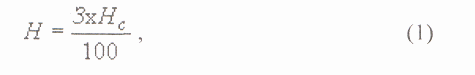 H = 3xH_c / 100 , (1)